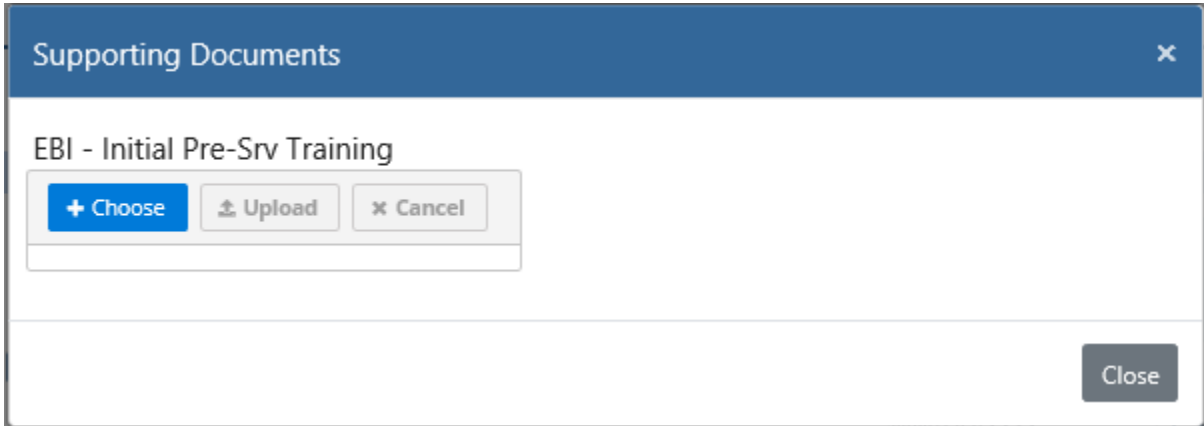 Supporting Documents
EBI - Initial Pre-Srv Training
Choose Upload Cancel
Close